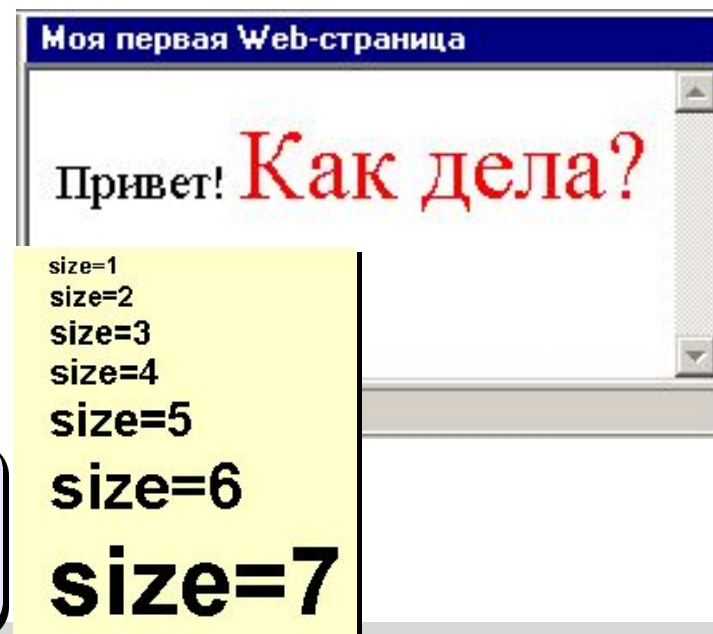 Моя первая Web-страница
Привет! Как дела?
size=1
size=2
size=3
size=4
size=5
size=6
size=7